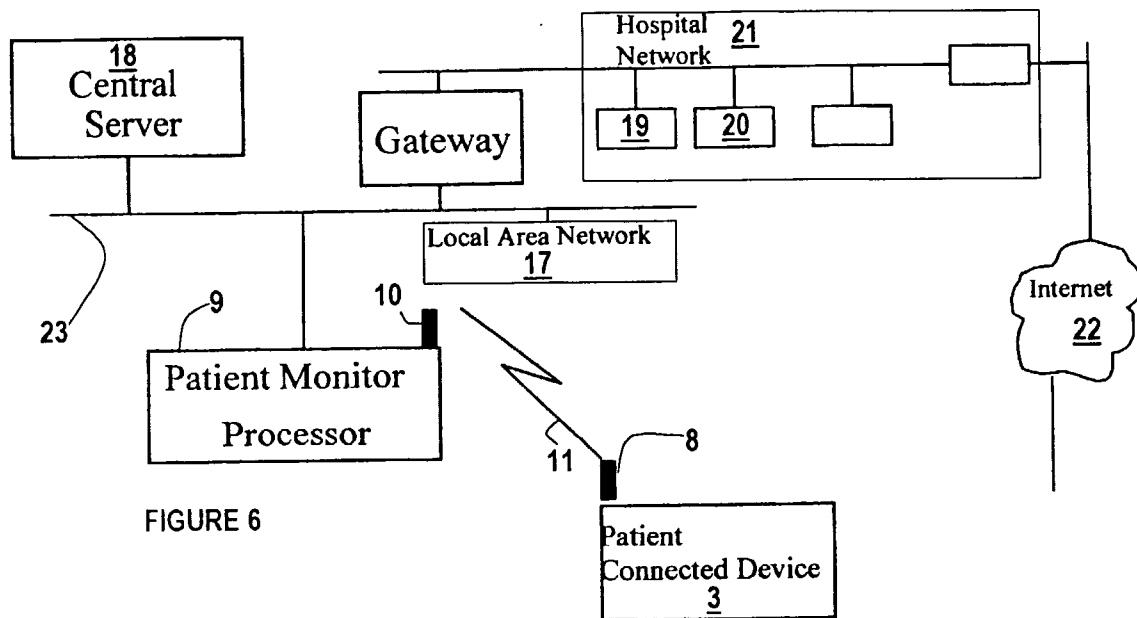 18
Central
Server
Gateway
Hospital 21
Network
19
20
Local Area Network
17
23
9
10
Patient Monitor
Processor
11
8
Internet
22
FIGURE 6
Patient
Connected Device
3